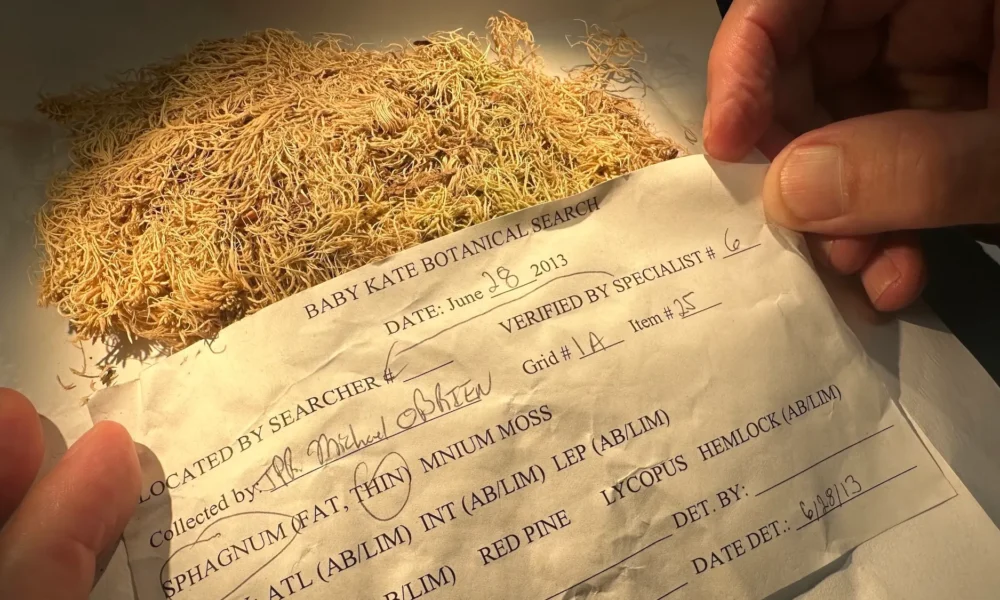 BABY KATE BOTANICAL SEARCH
DATE: June 28 2013
LOCATED BY SEARCHER # VERIFIED BY SPECIALIST # 6
Collected by: TPR. Michael OBRIEN Grid # 1A Item # 25
SPHAGNUM (FAT, THIN) MNIUM MOSS
ATL (AB/LIM) INT (AB/LIM) LEP (AB/LIM)
B/LIM) RED PINE LYCOPUS HEMLOCK (AB/LIM)
DET. BY:
DATE DET.: 6/28/13